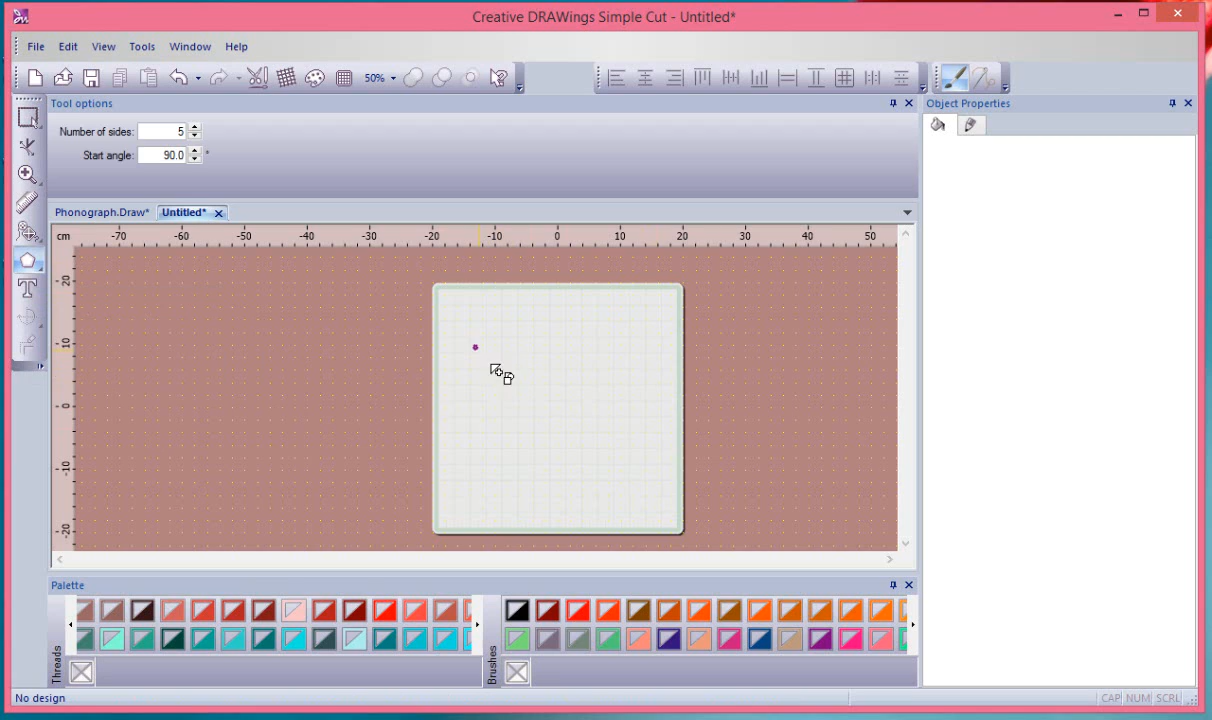 Creative DRAWings Simple Cut - Untitled*
File Edit View Tools Window Help
50%
Tool options
Object Properties
Number of sides: 5
Start angle: 90.0 °
Phonograph.Draw* Untitled*
cm -70 -60 -50 -40 -30 -20 -10 0 10 20 30 40 50
- 20
- 10
- 0
-10
-20
Palette
Threads
Brushes
No design
CAP NUM SCRL